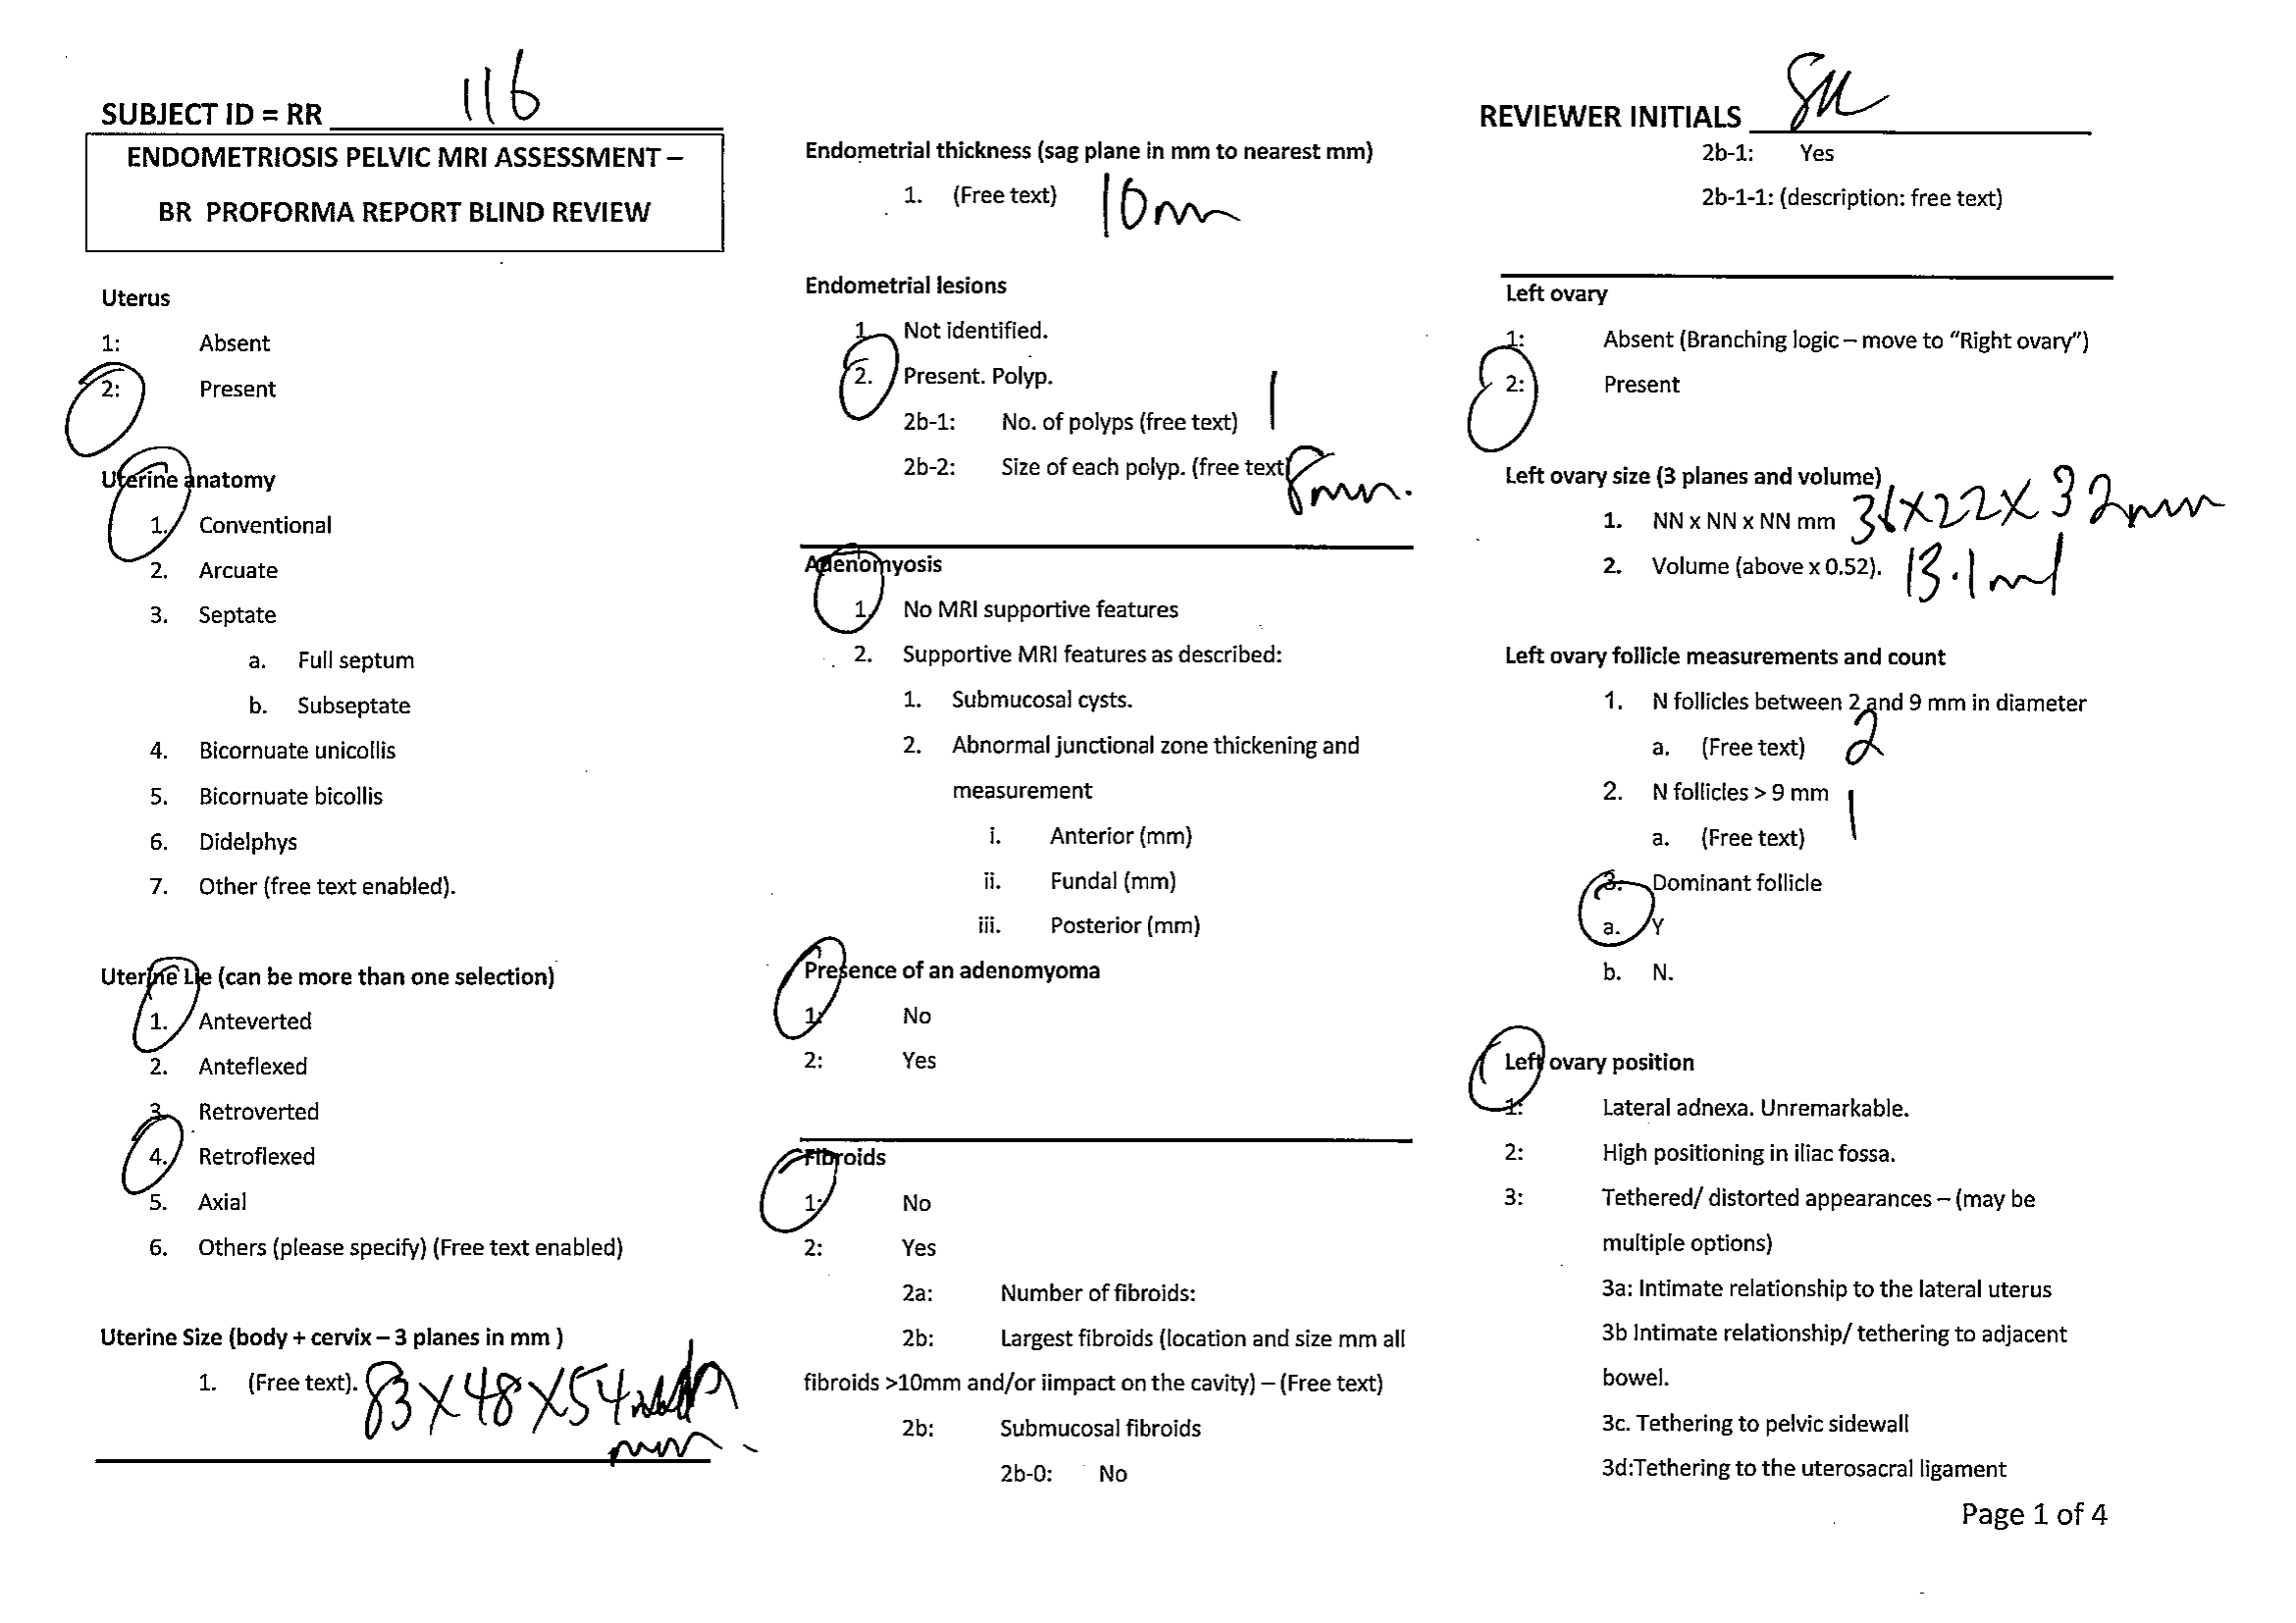 SUBJECT ID = RR 116
ENDOMETRIOSIS PELVIC MRI ASSESSMENT –
BR PROFORMA REPORT BLIND REVIEW
Uterus
1: Absent
2: Present
Uterine anatomy
1. Conventional
2. Arcuate
3. Septate
a. Full septum
b. Subseptate
4. Bicornuate unicollis
5. Bicornuate bicollis
6. Didelphys
7. Other (free text enabled).
Uterine Lie (can be more than one selection)
1. Anteverted
2. Anteflexed
3. Retroverted
4. Retroflexed
5. Axial
6. Others (please specify) (Free text enabled)
Uterine Size (body + cervix – 3 planes in mm )
1. (Free text). 83 X 48 X 54
mm.
Endometrial thickness (sag plane in mm to nearest mm)
1. (Free text) 10mm
Endometrial lesions
1. Not identified.
2. Present. Polyp.
2b-1: No. of polyps (free text) 1
2b-2: Size of each polyp. (free text 8mm.
Adenomyosis
1. No MRI supportive features
2. Supportive MRI features as described:
1. Submucosal cysts.
2. Abnormal junctional zone thickening and
measurement
i. Anterior (mm)
ii. Fundal (mm)
iii. Posterior (mm)
Presence of an adenomyoma
1: No
2: Yes
Fibroids
1: No
2: Yes
2a: Number of fibroids:
2b: Largest fibroids (location and size mm all
fibroids >10mm and/or iimpact on the cavity) – (Free text)
2b: Submucosal fibroids
2b-0: No
REVIEWER INITIALS
2b-1: Yes
2b-1-1: (description: free text)
Left ovary
1: Absent (Branching logic – move to “Right ovary”)
2: Present
Left ovary size (3 planes and volume)
1. NN x NN x NN mm X 22 X 32mm
2. Volume (above x 0.52). 13.1ml
Left ovary follicle measurements and count
1. N follicles between 2 and 9 mm in diameter
a. (Free text) 2
2. N follicles > 9 mm 1
a. (Free text)
3. Dominant follicle
a. Y
b. N.
Left ovary position
1: Lateral adnexa. Unremarkable.
2: High positioning in iliac fossa.
3: Tethered/ distorted appearances – (may be
multiple options)
3a: Intimate relationship to the lateral uterus
3b Intimate relationship/ tethering to adjacent
bowel.
3c. Tethering to pelvic sidewall
3d:Tethering to the uterosacral ligament
Page 1 of 4